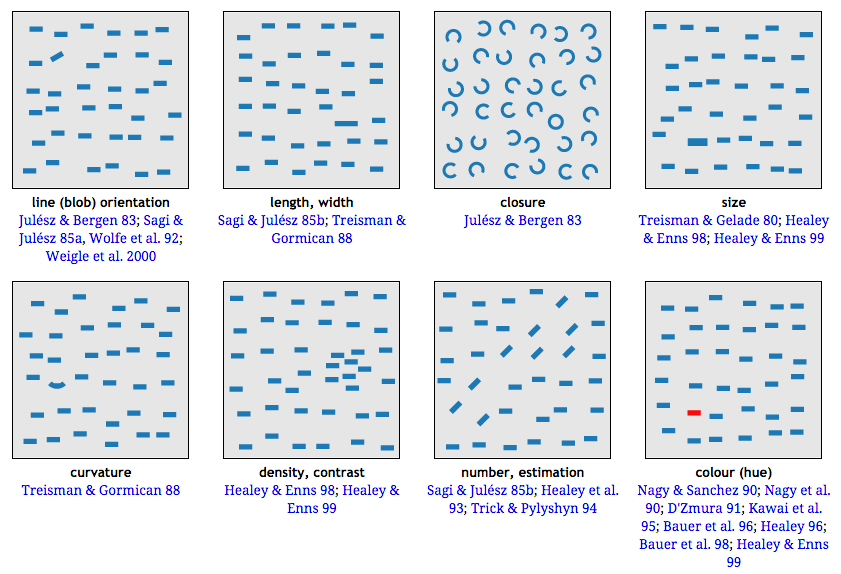 line (blob) orientation
Julész & Bergen 83; Sagi &
Julész 85a, Wolfe et al. 92;
Weigle et al. 2000
length, width
Sagi & Julész 85b; Treisman &
Gormican 88
closure
Julész & Bergen 83
size
Treisman & Gelade 80; Healey
& Enns 98; Healey & Enns 99
curvature
Treisman & Gormican 88
density, contrast
Healey & Enns 98; Healey &
Enns 99
number, estimation
Sagi & Julész 85b; Healey et al.
93; Trick & Pylyshyn 94
colour (hue)
Nagy & Sanchez 90; Nagy et al.
90; D'Zmura 91; Kawai et al.
95; Bauer et al. 96; Healey 96;
Bauer et al. 98; Healey & Enns
99